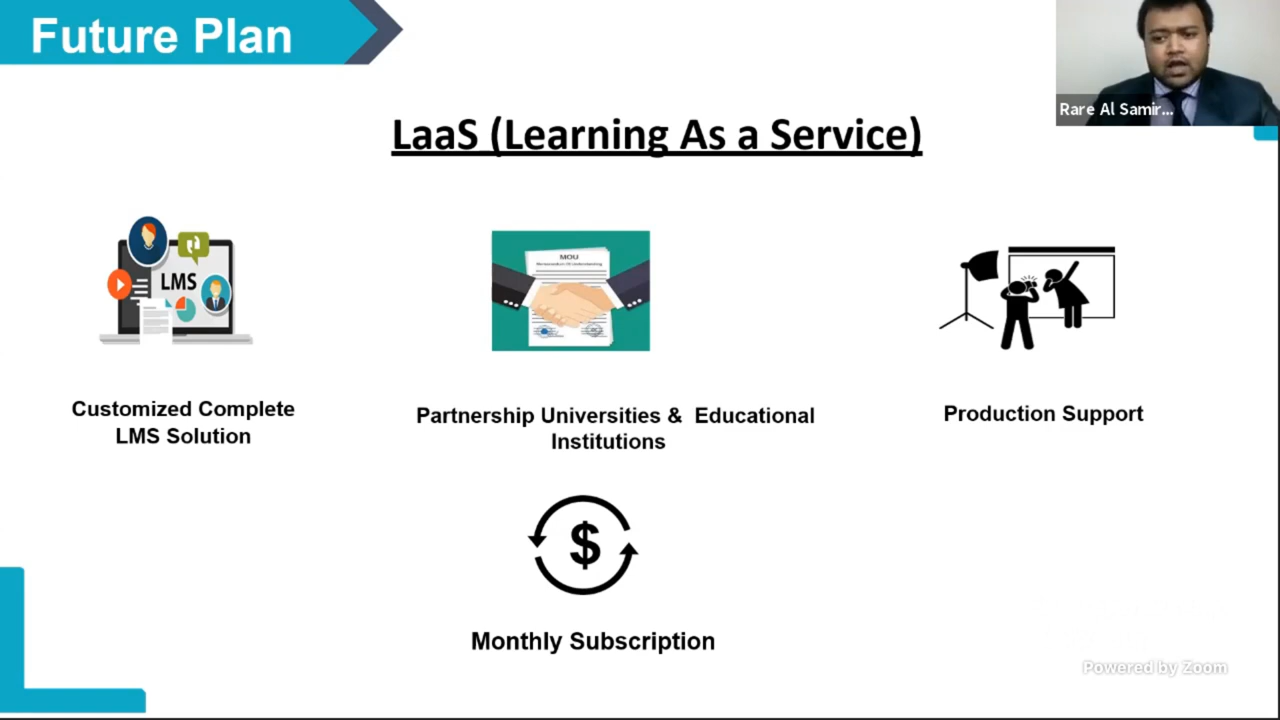 Future Plan
Rare Al Samir...
LaaS (Learning As a Service)
LMS
MOU
Customized Complete
LMS Solution
Partnership Universities & Educational
Institutions
Production Support
$
Monthly Subscription
Powered by Zoom